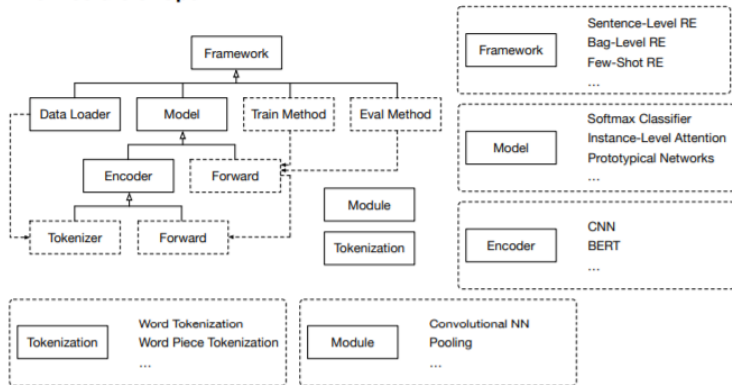 Framework
Data Loader
Model
Train Method
Eval Method
Encoder
Forward
Tokenizer
Forward
Module
Tokenization
Framework
Sentence-Level RE
Bag-Level RE
Few-Shot RE
...
Model
Softmax Classifier
Instance-Level Attention
Prototypical Networks
...
Encoder
CNN
BERT
...
Tokenization
Word Tokenization
Word Piece Tokenization
...
Module
Convolutional NN
Pooling
...